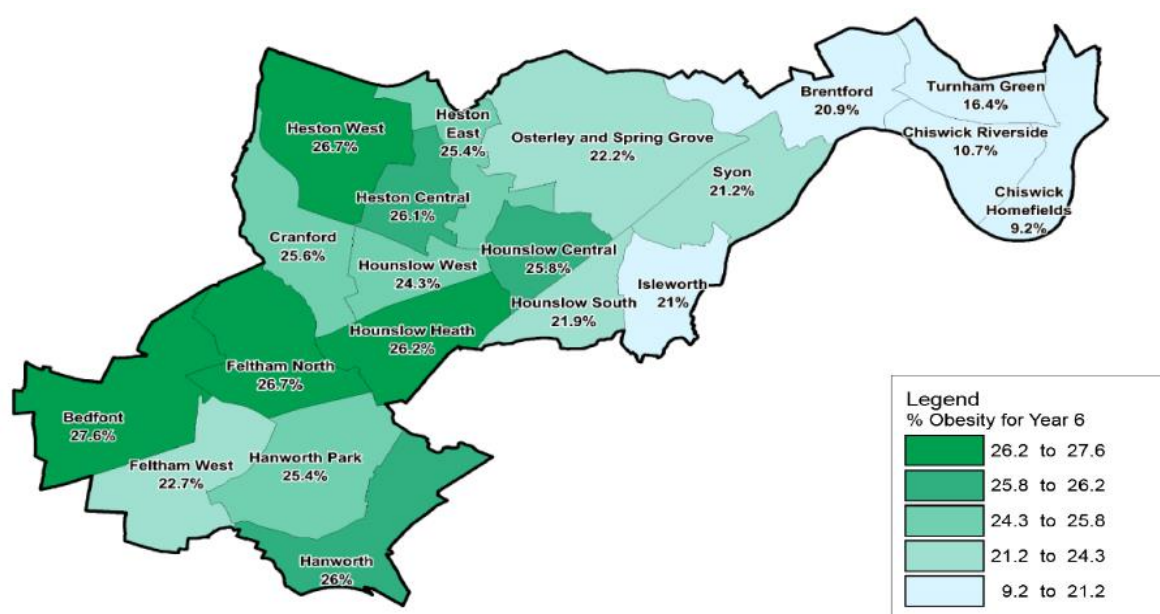 Turnham Green
16.4%
Brentford
20.9%
Heston West
26.7%
Heston
East
25.4%
Osterley and Spring Grove
22.2%
Chiswick Riverside
10.7%
Syon
21.2%
Heston Central
26.1%
Chiswick
Homefields
9.2%
Cranford
25.6%
Hounslow West
24.3%
Hounslow Central
25.8%
Isleworth
21%
Hounslow South
21.9%
Hounslow Heath
26.2%
Feltham North
26.7%
Bedfont
27.6%
Feltham West
22.7%
Hanworth Park
25.4%
Hanworth
26%
Legend
% Obesity for Year 6
26.2 to 27.6
25.8 to 26.2
24.3 to 25.8
21.2 to 24.3
9.2 to 21.2